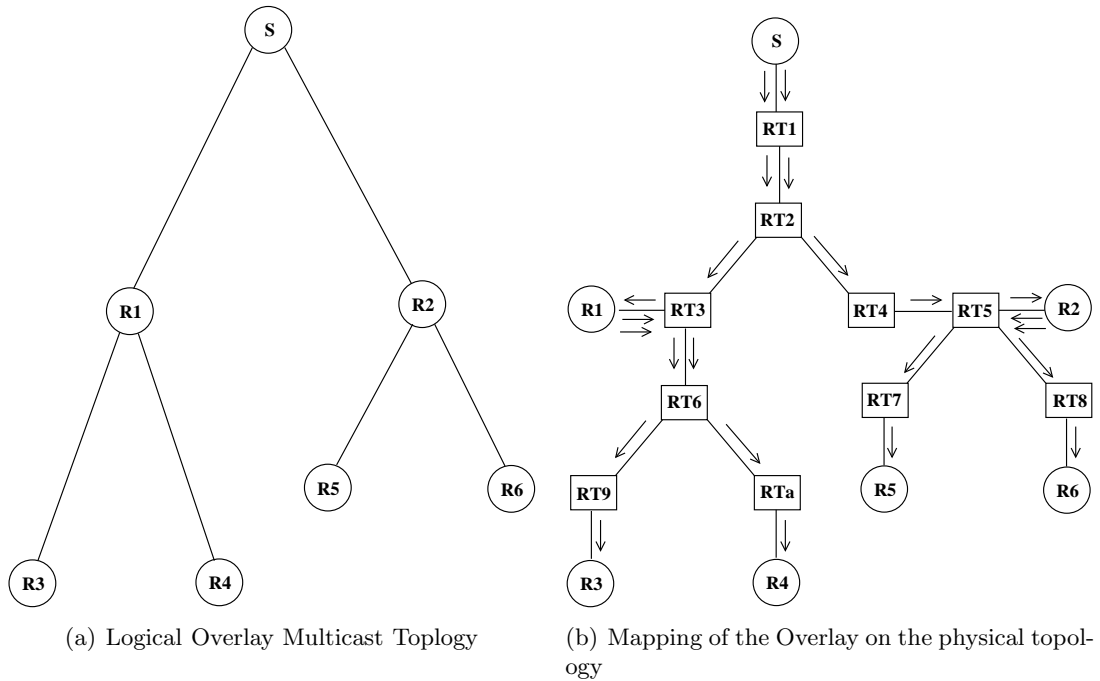 S
R1
R2
R5
R6
R3
R4
(a) Logical Overlay Multicast Toplogy
S
RT1
RT2
R1
RT3
RT4
RT5
R2
RT6
RT7
RT8
RT9
RTa
R5
R6
R3
R4
(b) Mapping of the Overlay on the physical topol-
ogy